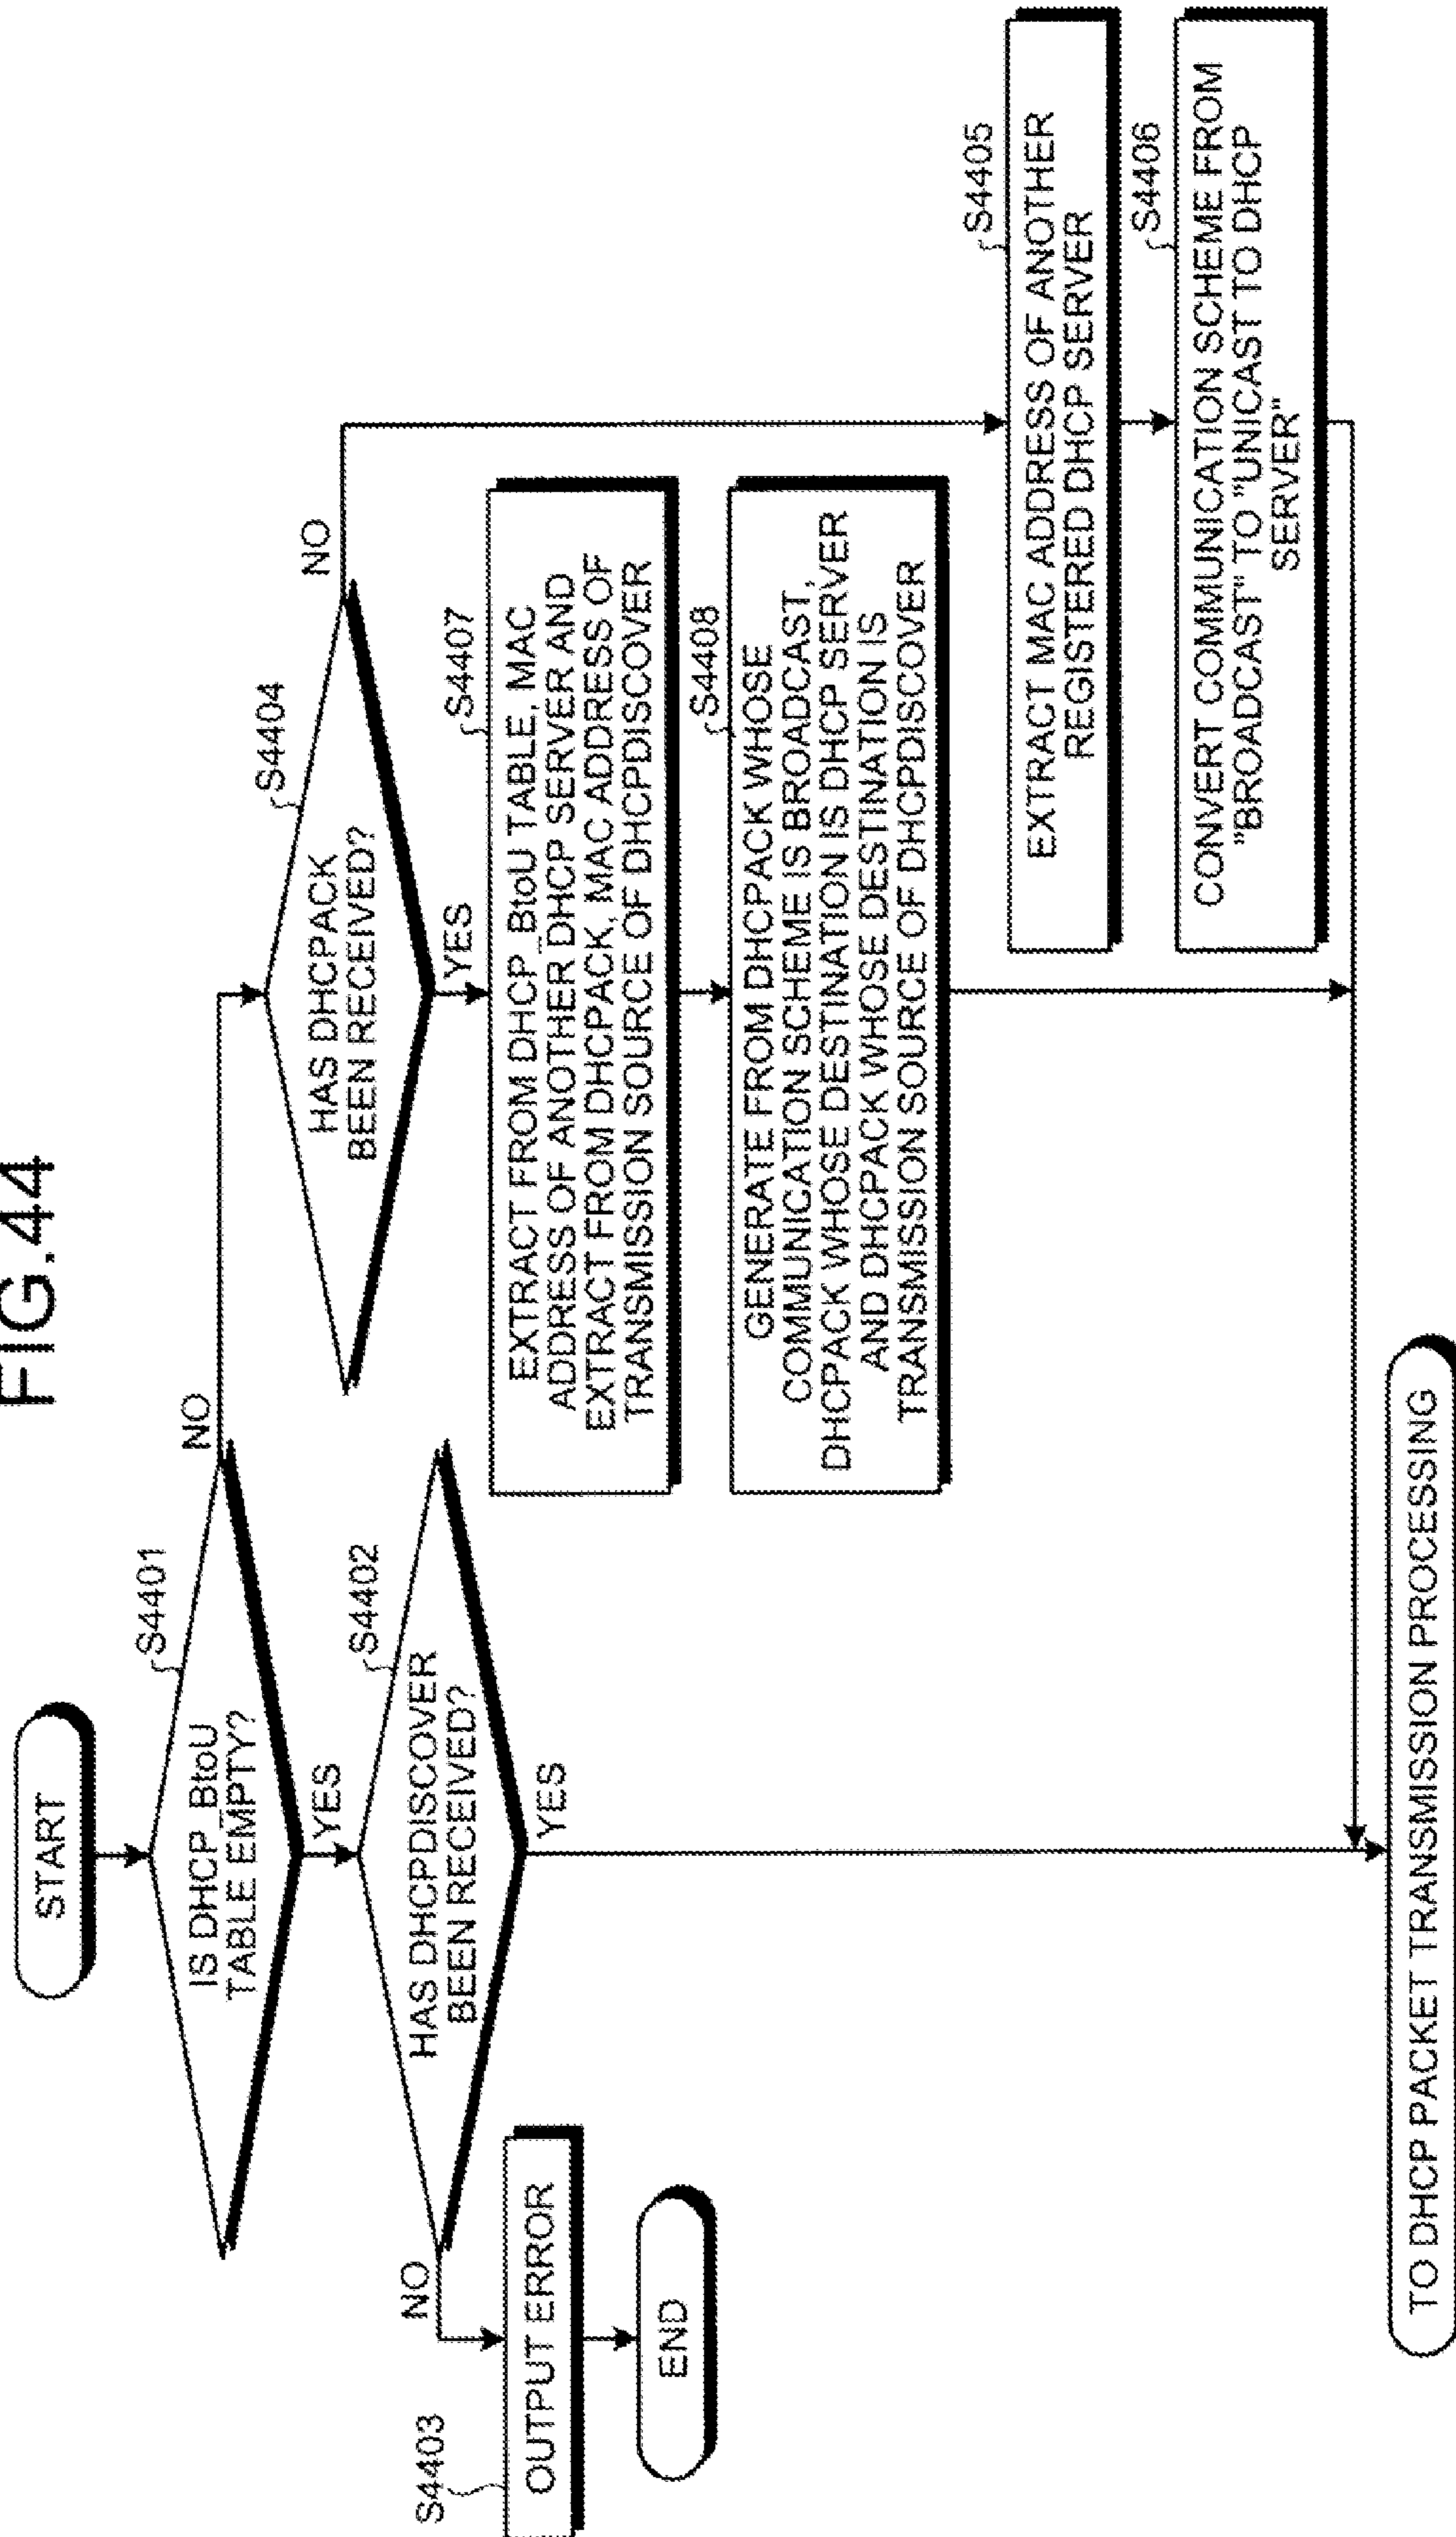 FIG.44
START
S4401
IS DHCP_BtoU
TABLE EMPTY?
NO
YES
S4402
HAS DHCPDISCOVER
BEEN RECEIVED?
NO
YES
S4403
OUTPUT ERROR
END
S4404
HAS DHCPACK
BEEN RECEIVED?
NO
YES
S4407
EXTRACT FROM DHCP_BtoU TABLE, MAC
ADDRESS OF ANOTHER DHCP SERVER AND
EXTRACT FROM DHCPACK, MAC ADDRESS OF
TRANSMISSION SOURCE OF DHCPDISCOVER
S4408
GENERATE FROM DHCPACK WHOSE
COMMUNICATION SCHEME IS BROADCAST,
DHCPACK WHOSE DESTINATION IS DHCP SERVER
AND DHCPACK WHOSE DESTINATION IS
TRANSMISSION SOURCE OF DHCPDISCOVER
S4405
EXTRACT MAC ADDRESS OF ANOTHER
REGISTERED DHCP SERVER
S4406
CONVERT COMMUNICATION SCHEME FROM
"BROADCAST" TO "UNICAST TO DHCP
SERVER"
TO DHCP PACKET TRANSMISSION PROCESSING